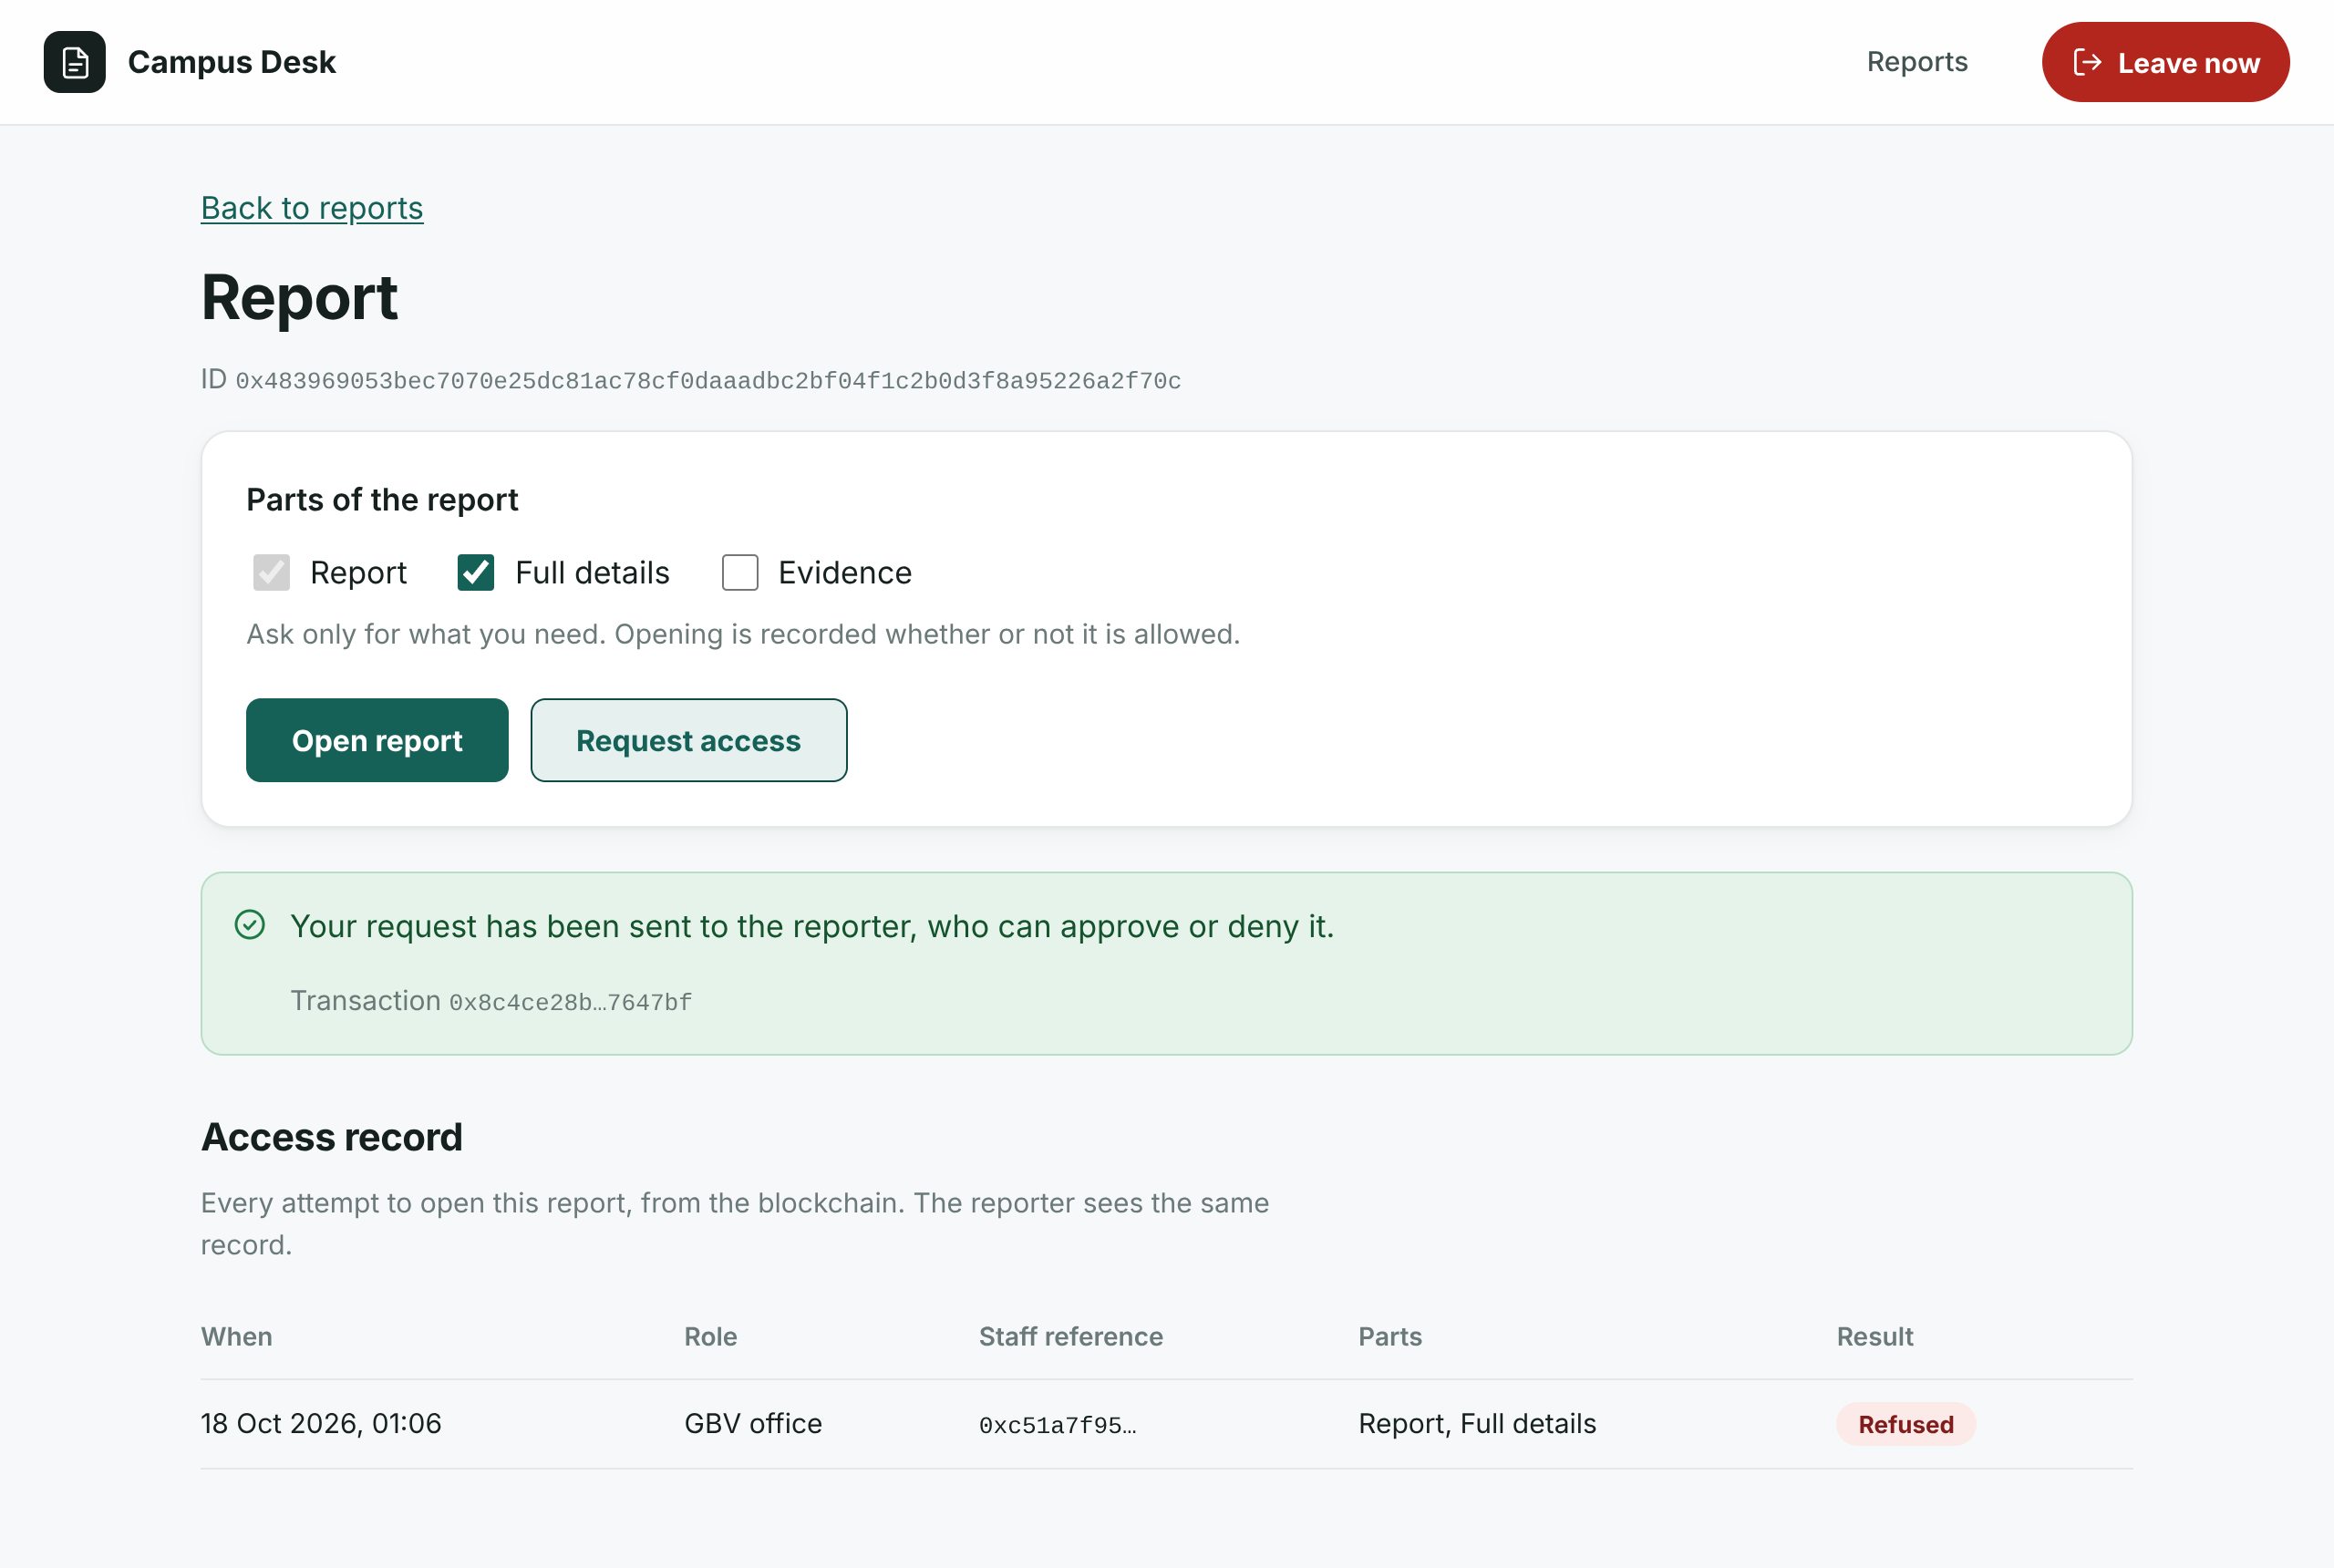 Campus Desk
Reports
Leave now
Back to reports
Report
ID 0x483969053bec7070e25dc81ac78cf0daaadbc2bf04f1c2b0d3f8a95226a2f70c
Parts of the report
Report Full details Evidence
Ask only for what you need. Opening is recorded whether or not it is allowed.
Open report Request access
Your request has been sent to the reporter, who can approve or deny it.
Transaction 0x8c4ce28b…7647bf
Access record
Every attempt to open this report, from the blockchain. The reporter sees the same
record.
When Role Staff reference Parts Result
18 Oct 2026, 01:06 GBV office 0xc51a7f95… Report, Full details Refused